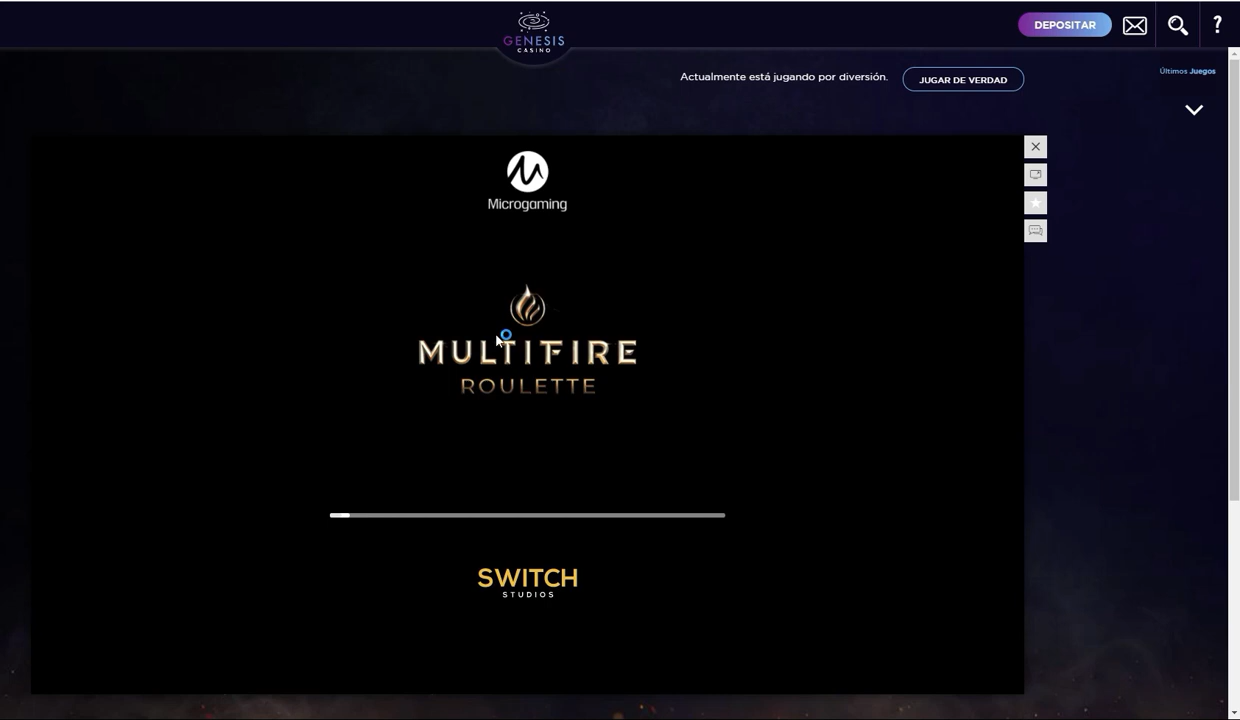 GENESIS
CASINO
DEPOSITAR
?
Actualmente está jugando por diversión.
JUGAR DE VERDAD
Últimos Juegos
Microgaming
MULTIFIRE
ROULETTE
SWITCH
STUDIOS